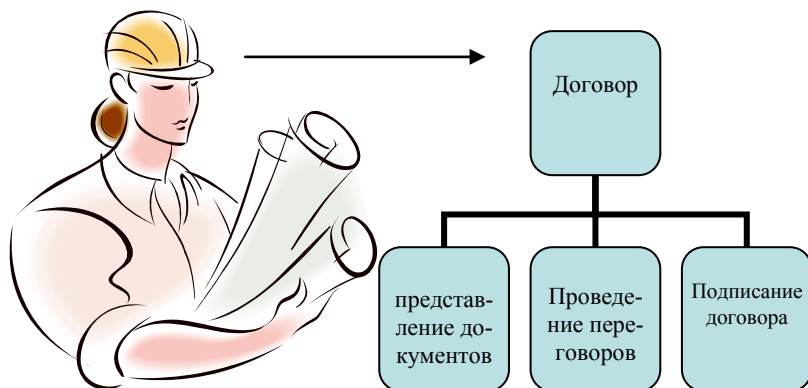 Договор
представ-
ление до-
кументов
Проведе-
ние пере-
говоров
Подписание
договора